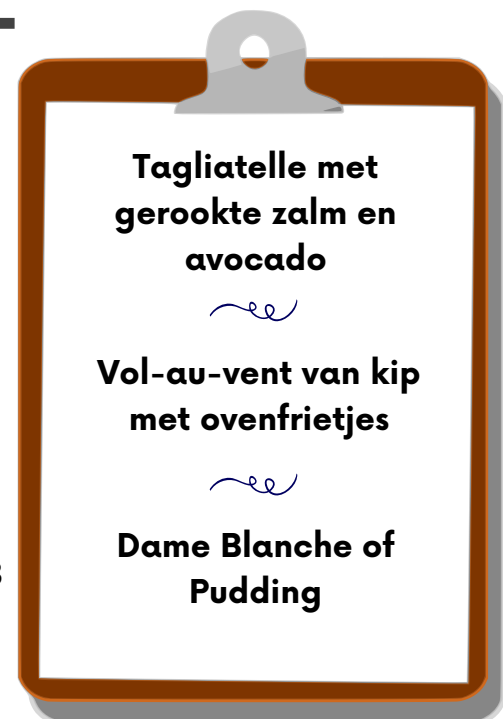 Tagliatelle met
gerookte zalm en
avocado
Vol-au-vent van kip
met ovenfrietjes
Dame Blanche of
Pudding